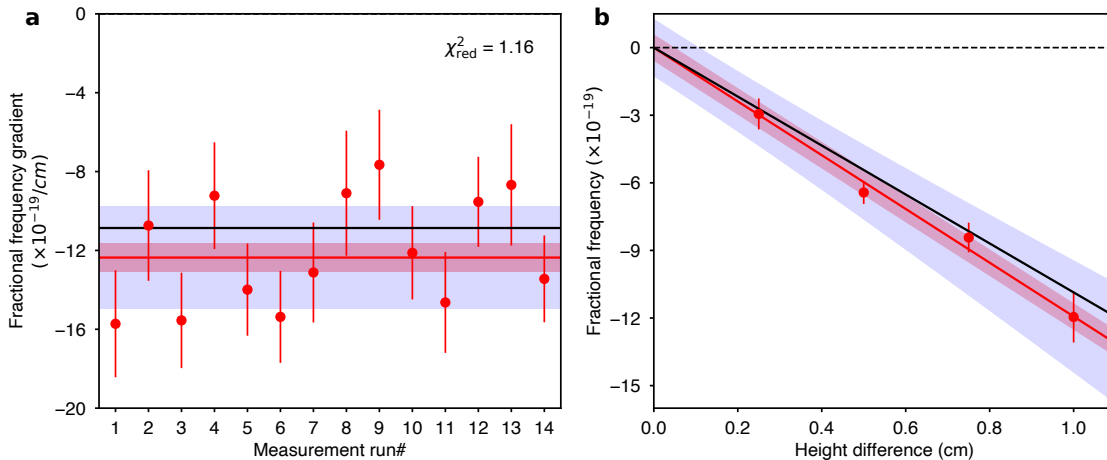 a
χ²red = 1.16
Fractional frequency gradient
(×10⁻¹⁹/cm)
0
−4
−8
−12
−16
−20
1 2 3 4 5 6 7 8 9 10 11 12 13 14
Measurement run#
b
Fractional frequency (×10⁻¹⁹)
0
−3
−6
−9
−12
−15
0.0 0.2 0.4 0.6 0.8 1.0
Height difference (cm)